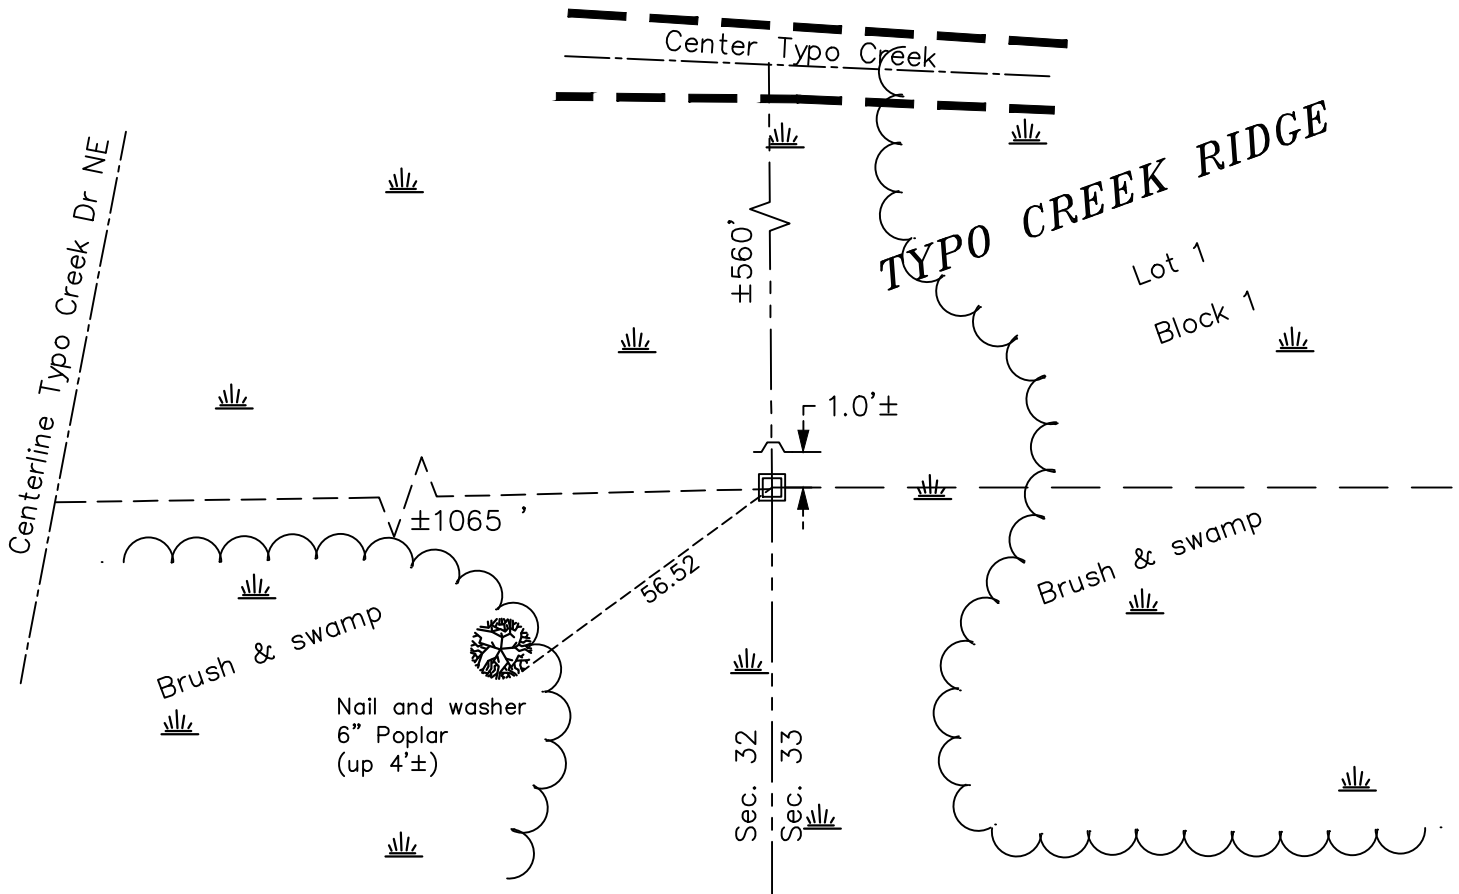 Center Typo Creek
Centerline Typo Creek Dr NE
TYPO CREEK RIDGE
Lot 1
Block 1
±560'
1.0'±
±1065 '
56.52
Brush & swamp
Brush & swamp
Nail and washer
6" Poplar
(up 4'±)
Sec. 32
Sec. 33